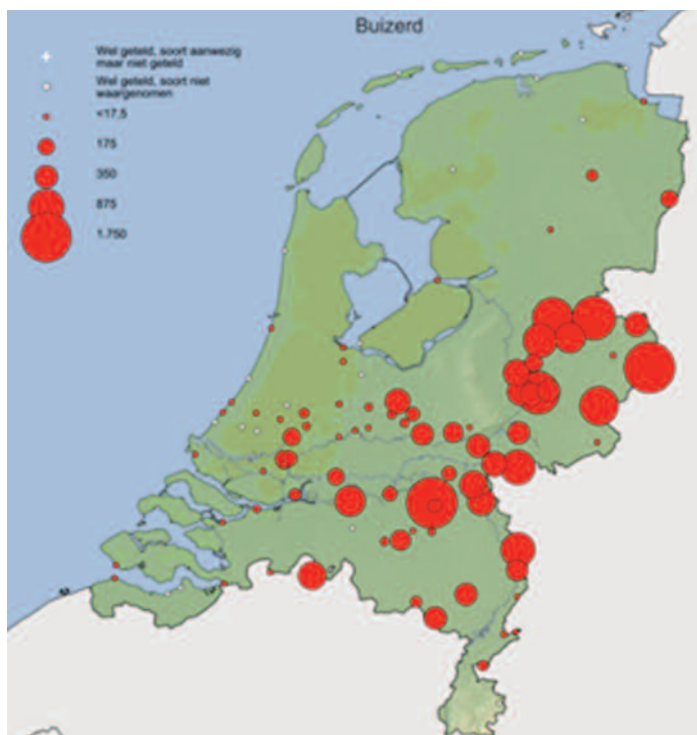 Buizerd
Wel geteld, soort aanwezig
maar niet geteld
Wel geteld, soort niet
waargenomen
<17.5
175
350
875
1.750